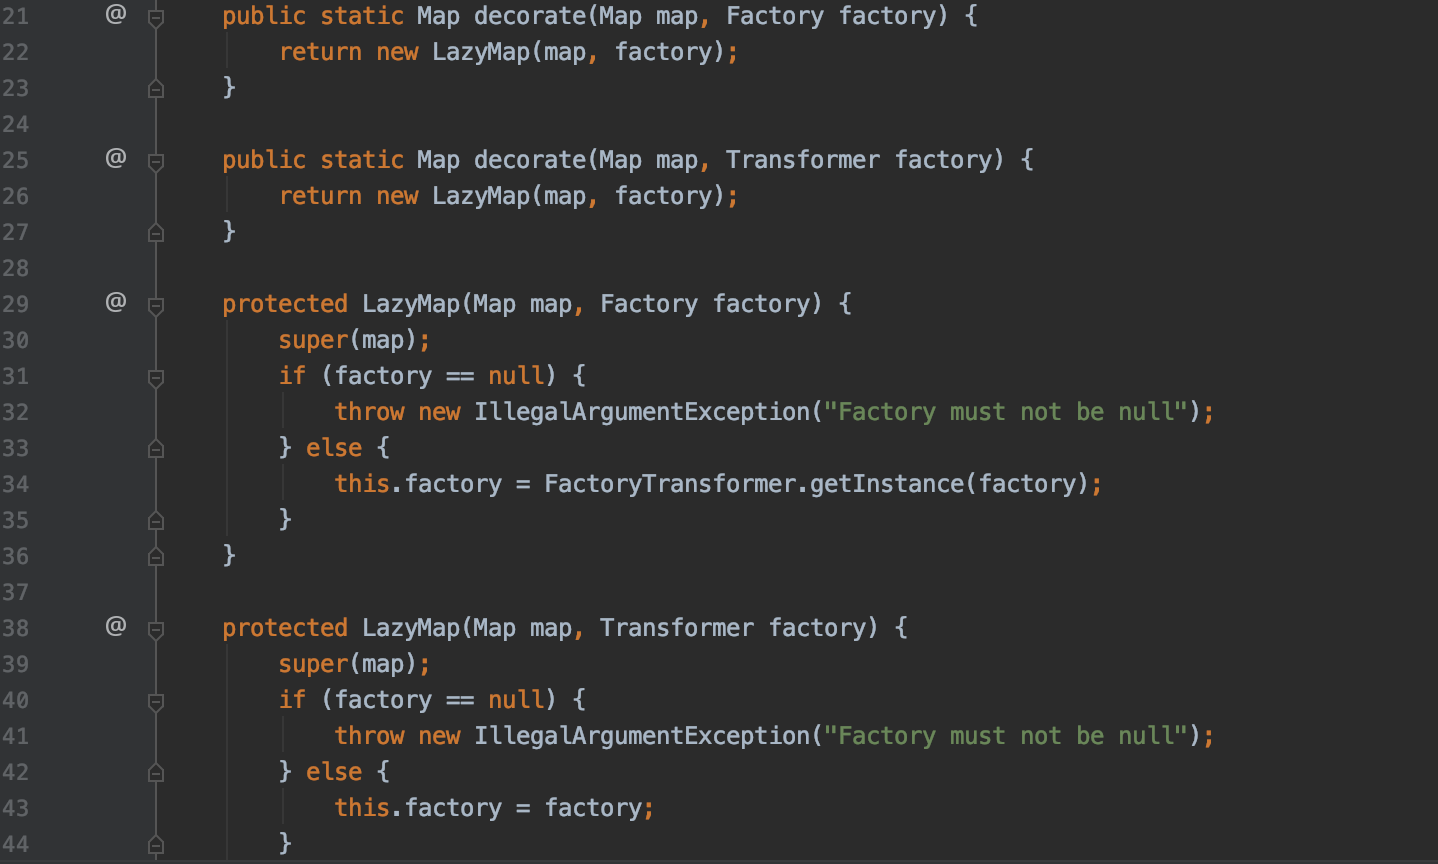 21 @ public static Map decorate(Map map, Factory factory) {
22 return new LazyMap(map, factory);
23 }
24
25 @ public static Map decorate(Map map, Transformer factory) {
26 return new LazyMap(map, factory);
27 }
28
29 @ protected LazyMap(Map map, Factory factory) {
30 super(map);
31 if (factory == null) {
32 throw new IllegalArgumentException("Factory must not be null");
33 } else {
34 this.factory = FactoryTransformer.getInstance(factory);
35 }
36 }
37
38 @ protected LazyMap(Map map, Transformer factory) {
39 super(map);
40 if (factory == null) {
41 throw new IllegalArgumentException("Factory must not be null");
42 } else {
43 this.factory = factory;
44 }